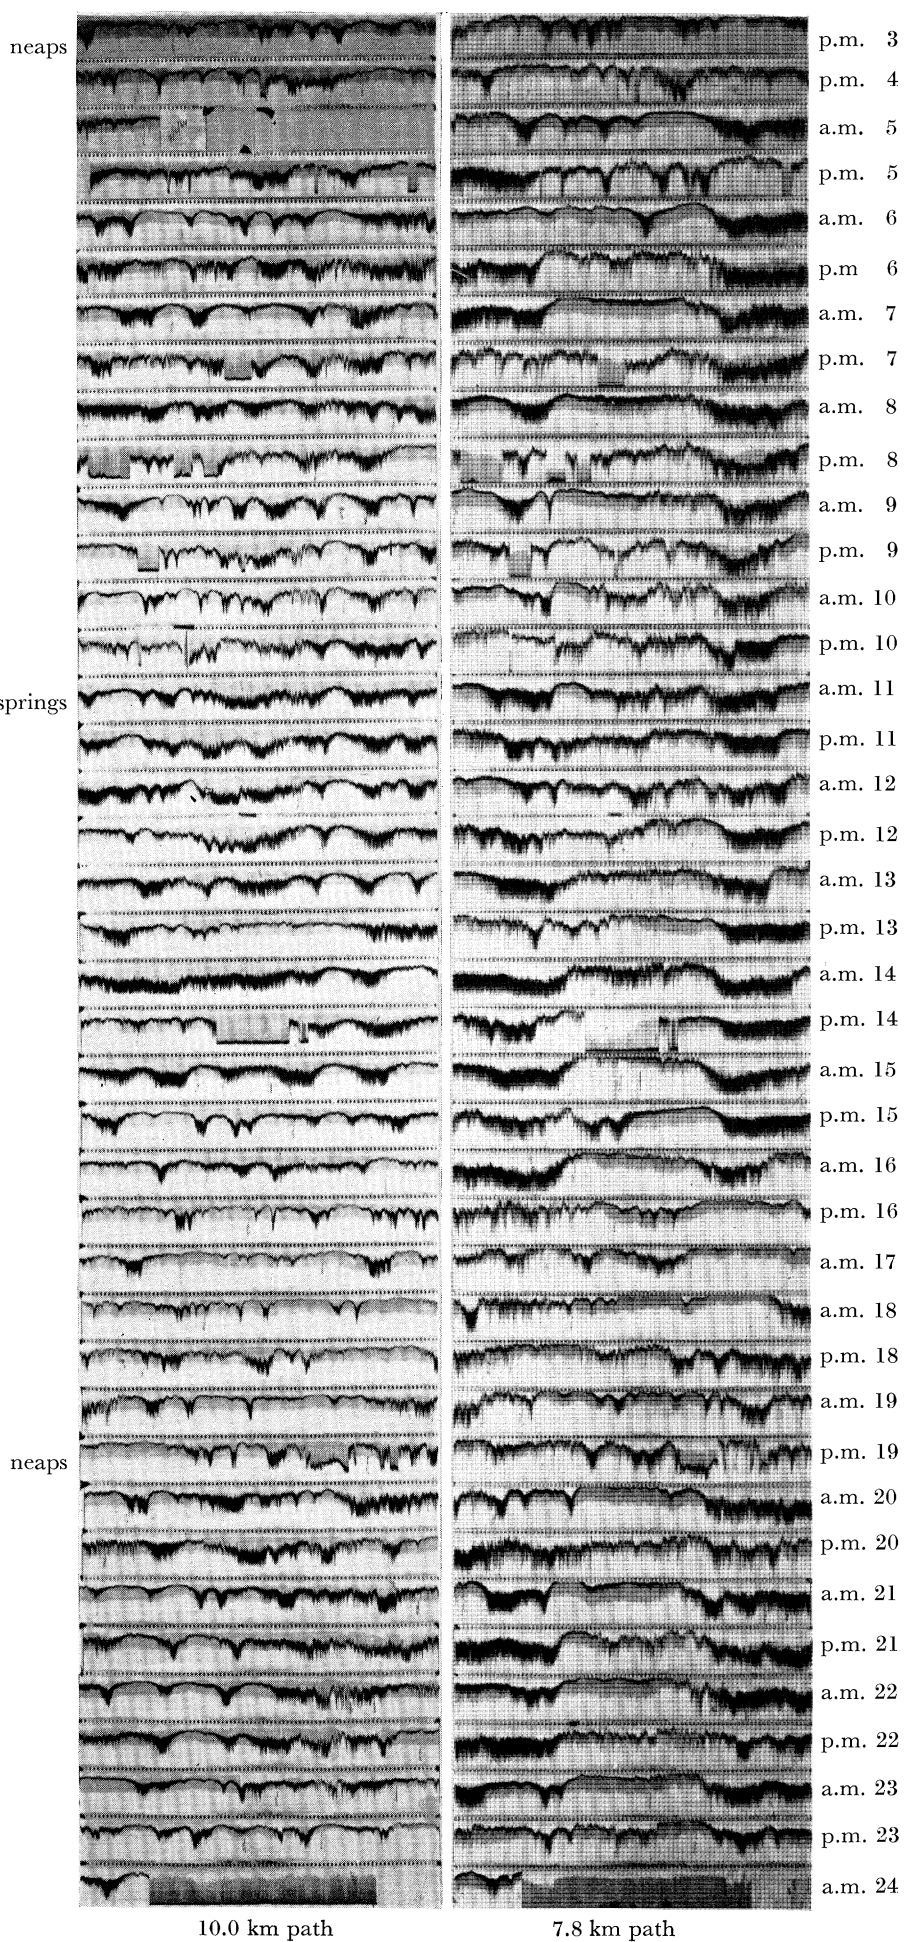 neaps
p.m. 3
p.m. 4
a.m. 5
p.m. 5
a.m. 6
p.m 6
a.m. 7
p.m. 7
a.m. 8
p.m. 8
a.m. 9
p.m. 9
a.m. 10
p.m. 10
a.m. 11
springs
p.m. 11
a.m. 12
p.m. 12
a.m. 13
p.m. 13
a.m. 14
p.m. 14
a.m. 15
p.m. 15
a.m. 16
p.m. 16
a.m. 17
a.m. 18
p.m. 18
a.m. 19
p.m. 19
neaps
a.m. 20
p.m. 20
a.m. 21
p.m. 21
a.m. 22
p.m. 22
a.m. 23
p.m. 23
a.m. 24
10.0 km path
7.8 km path